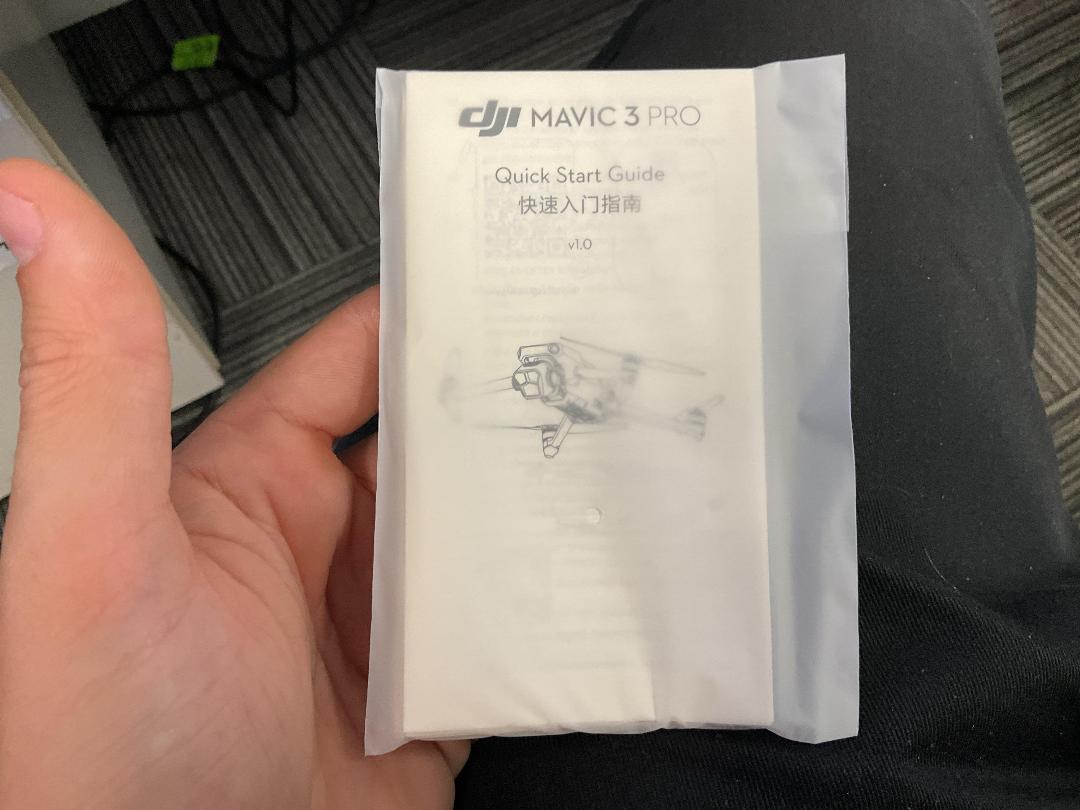 dji MAVIC 3 PRO
Quick Start Guide
快速入门指南
v1.0